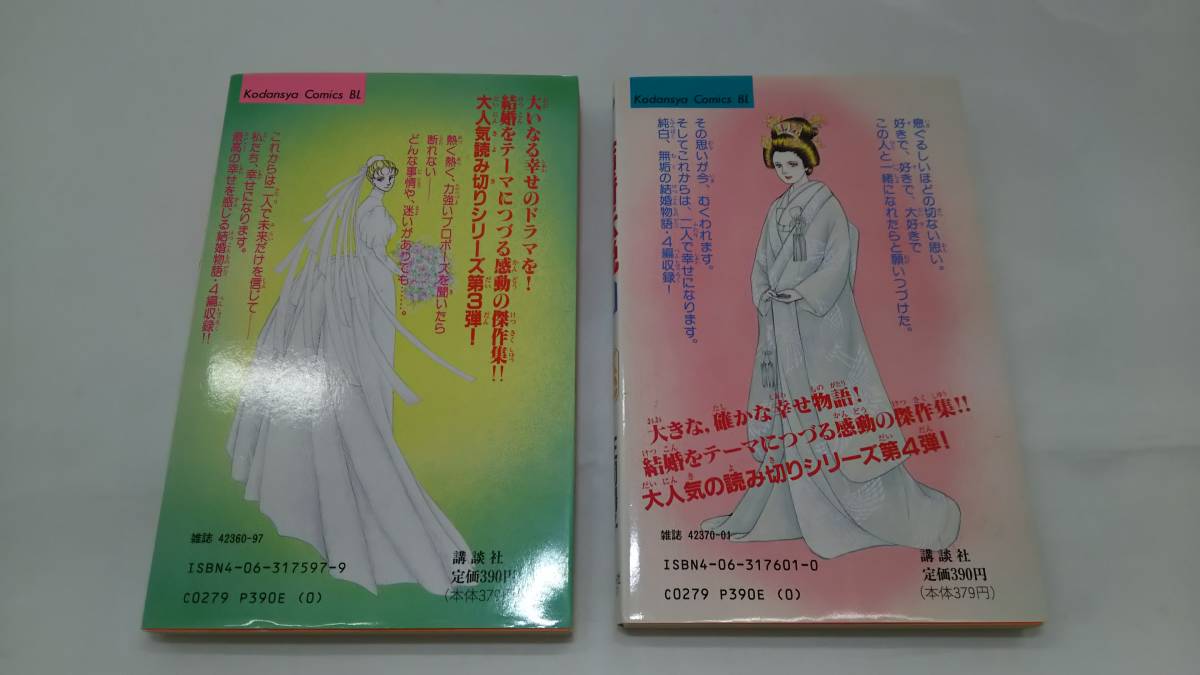 Kodansya Comics BL
大いなる幸せのドラマを!
結婚をテーマにつづる感動の傑作集!!
大人気読み切りシリーズ第3弾!
熱く熱く、力強いプロポーズを聞いたら
断れない――
どんな事情や、迷いがありても……。
これからは二人で未来だけを信じて――
私たち、幸せになります。
最高の幸せを感じる結婚物語・4編収録!!
雑誌 42360-97
ISBN4-06-317597-9
C0279 P390E (0)
講談社
定価390円
(本体379円)
Kodansya Comics BL
息ぐるしいほどの切ない思い。
好きで、好きで、大好きで
この人と一緒になれたらと願いつづけた。
その思いが今、むくわれます。
そしてこれからは、二人で幸せになります。
純白、無垢の結婚物語・4編収録!
大きな,確かな幸せ物語!
結婚をテーマにつづる感動の傑作集!!
大人気の読み切りシリーズ第4弾!
雑誌 42370-01
ISBN4-06-317601-0
C0279 P390E (0)
講談社
定価390円
(本体379円)